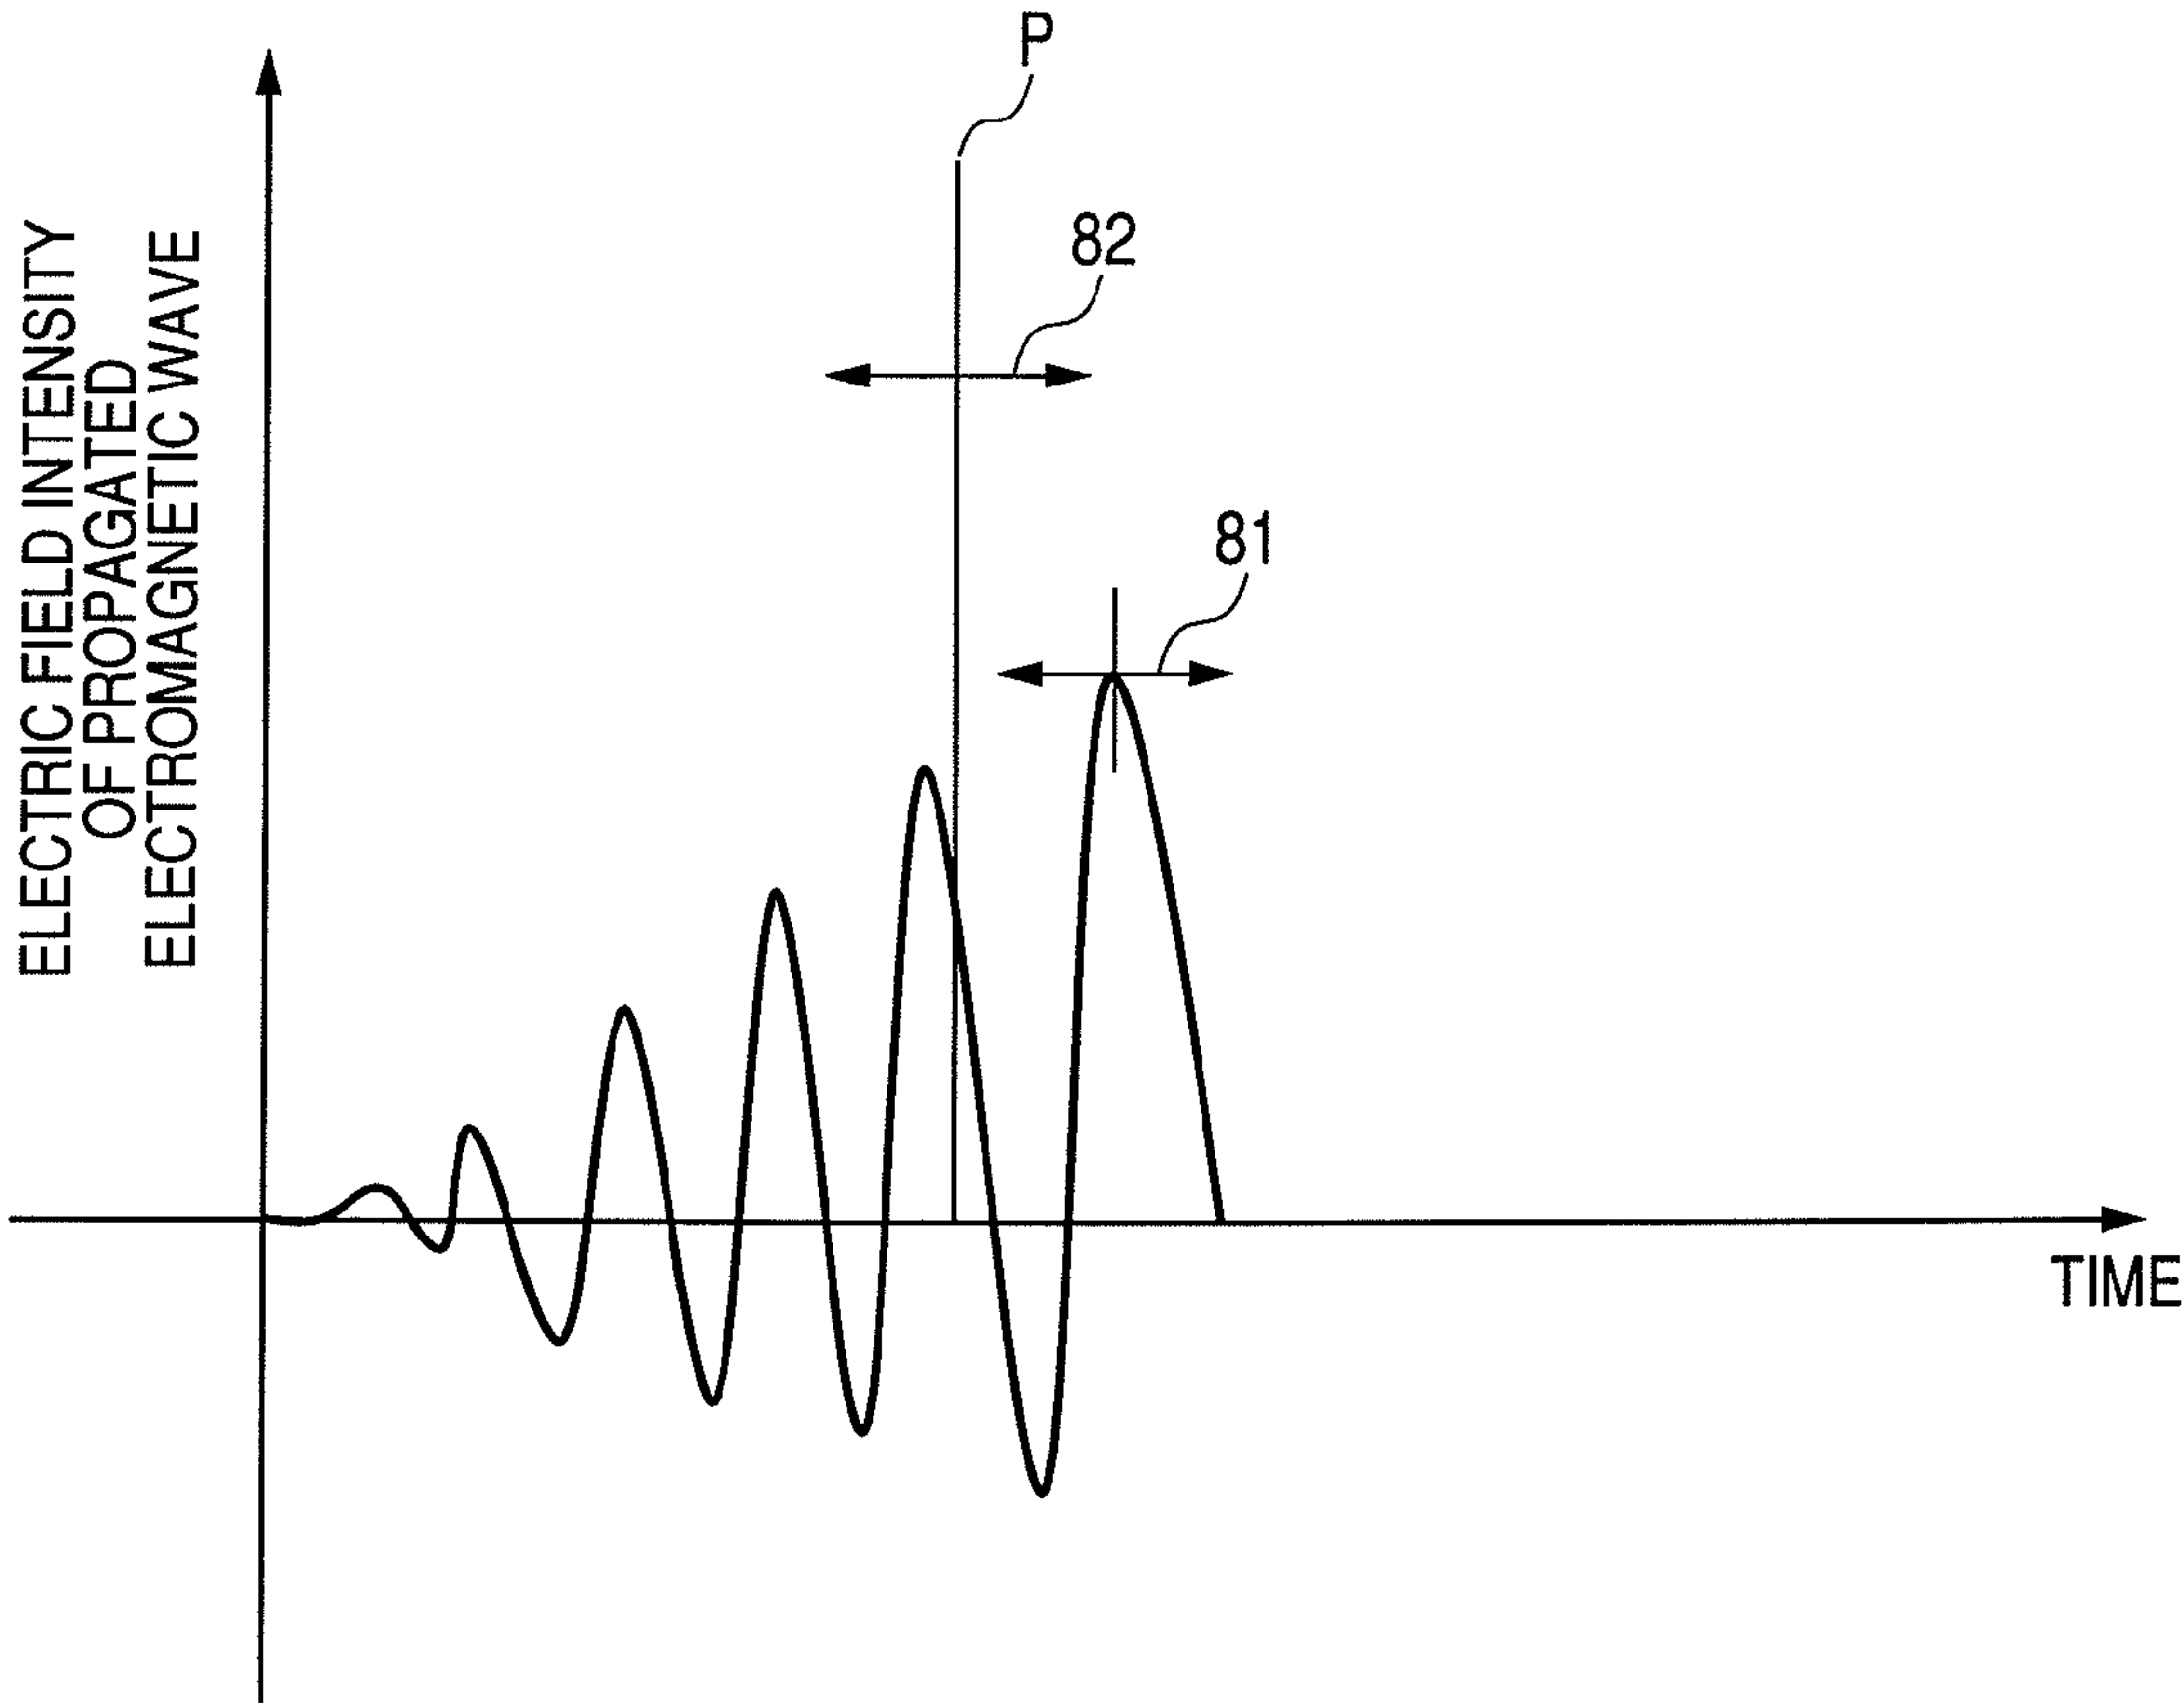 P
82
81
ELECTRIC FIELD INTENSITY
OF PROPAGATED
ELECTROMAGNETIC WAVE
TIME